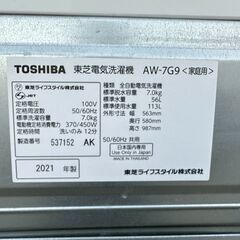 TOSHIBA 東芝電気洗濯機 AW-7G9<家庭用>
東芝ライフスタイル株式会社
JET
定格電圧 100V
定格周波数 50/60Hz
標準洗濯容量 7.0kg
電動機定格消費電力 370/450W
洗いのみ 12分
製造番号 537152 AK
2021 年製
種類 全自動電気洗濯機
標準脱水容量 7.0kg
標準水量 56L
標準使用水量 113L
外形寸法 幅 563mm
奥行 580mm
高さ 987mm
50/60Hz 共用
日本国内専用
Use only in Japan
東芝ライフスタイル株式会社